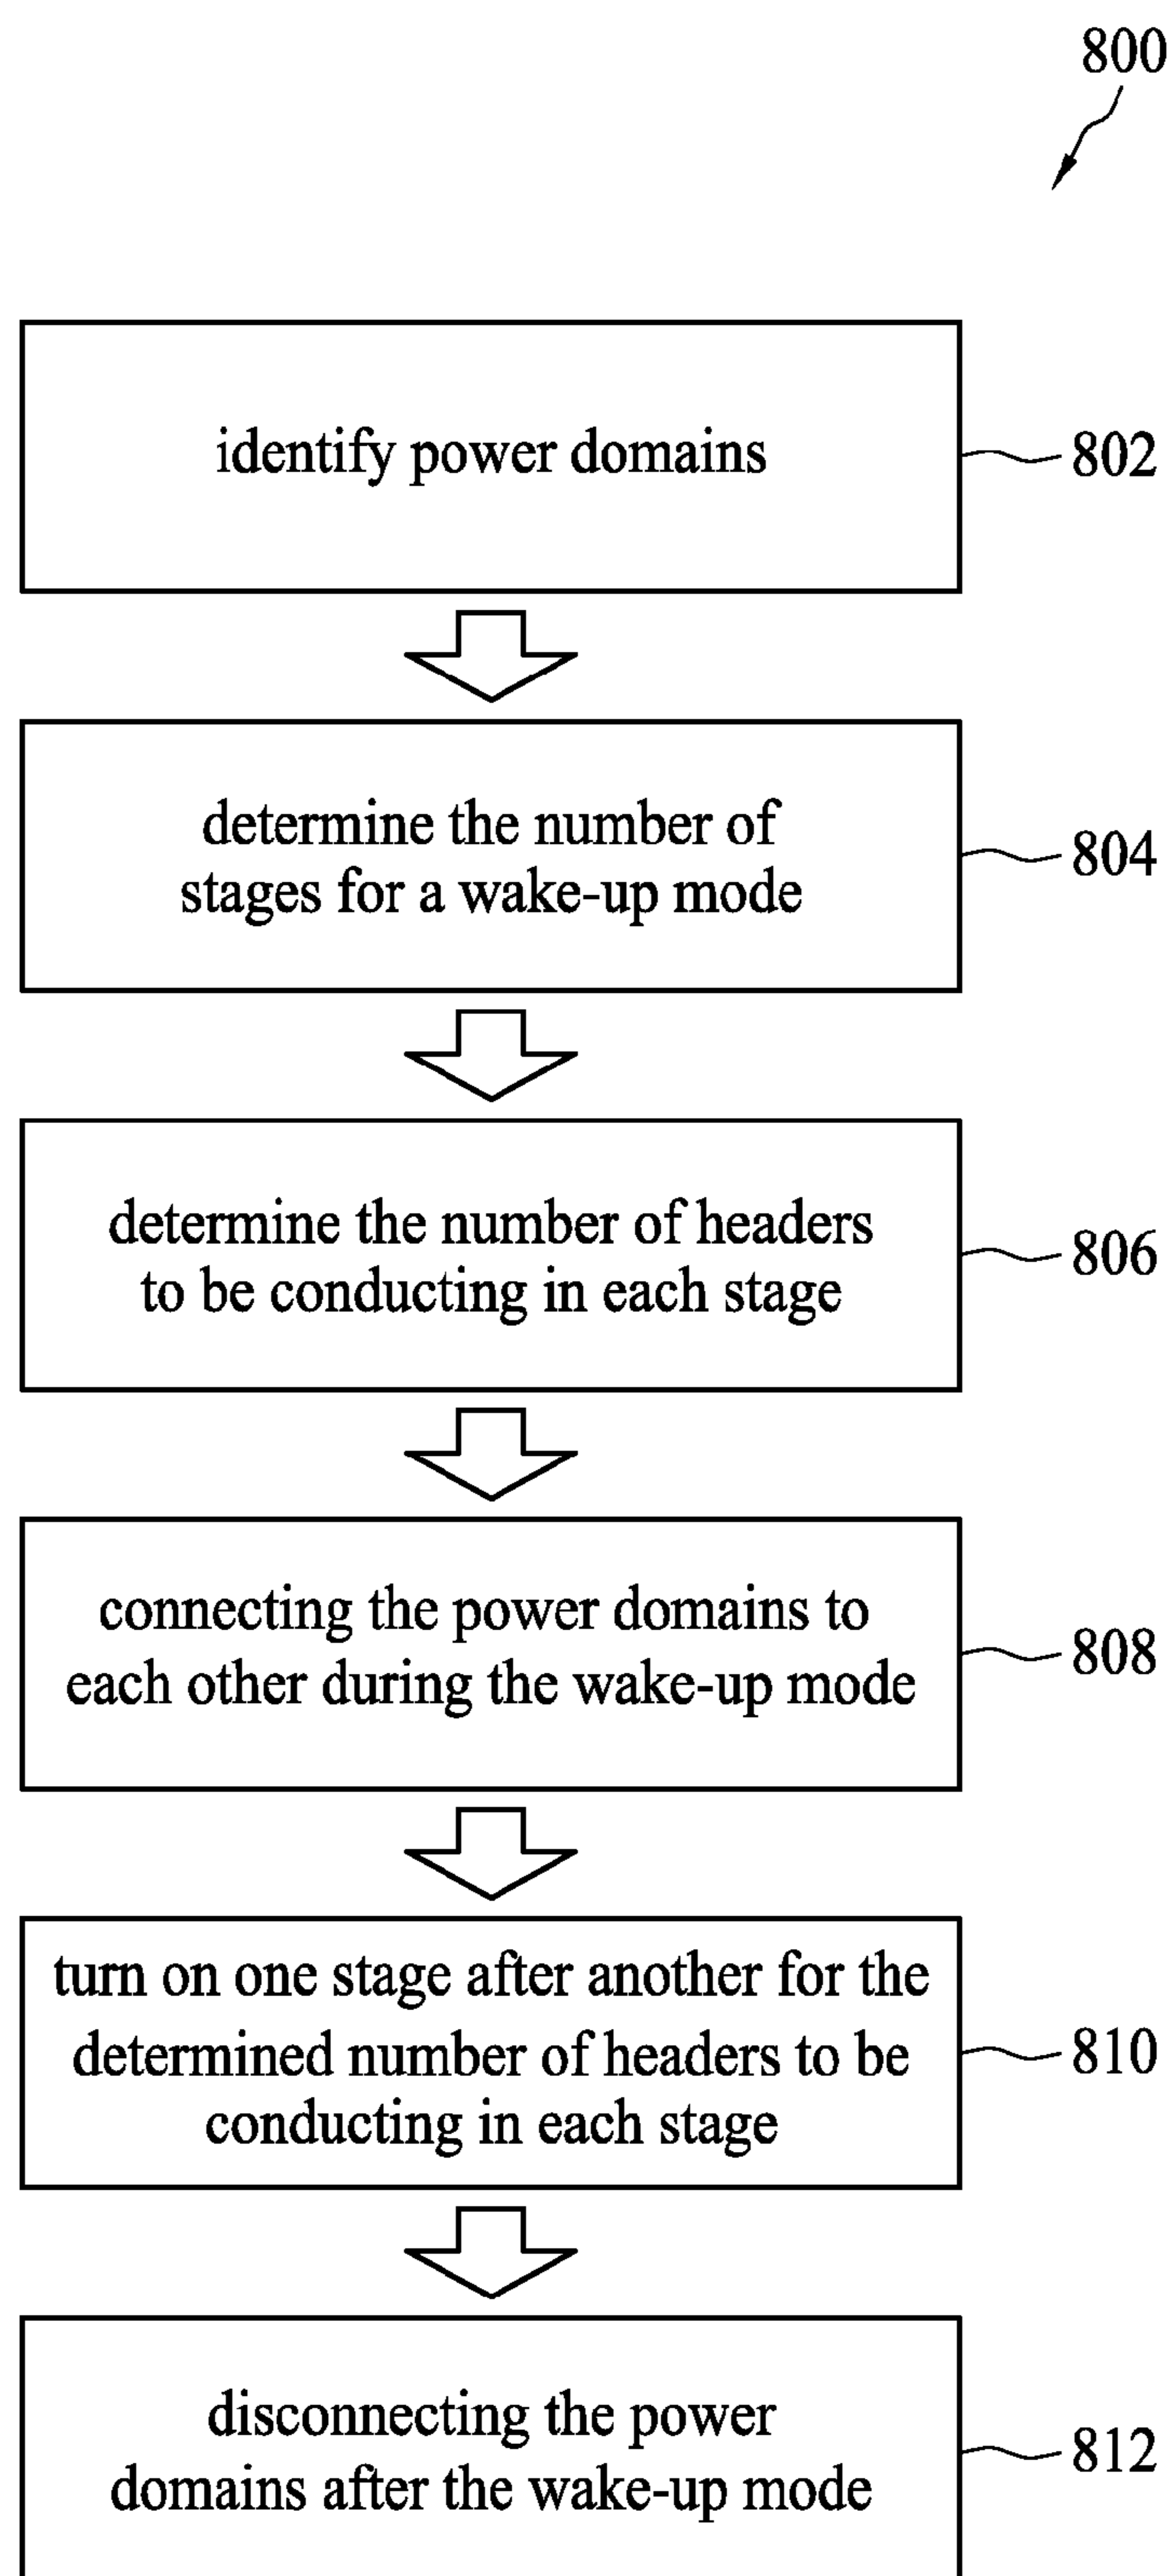 800
identify power domains
802
determine the number of
stages for a wake-up mode
804
determine the number of headers
to be conducting in each stage
806
connecting the power domains to
each other during the wake-up mode
808
turn on one stage after another for the
determined number of headers to be
conducting in each stage
810
disconnecting the power
domains after the wake-up mode
812